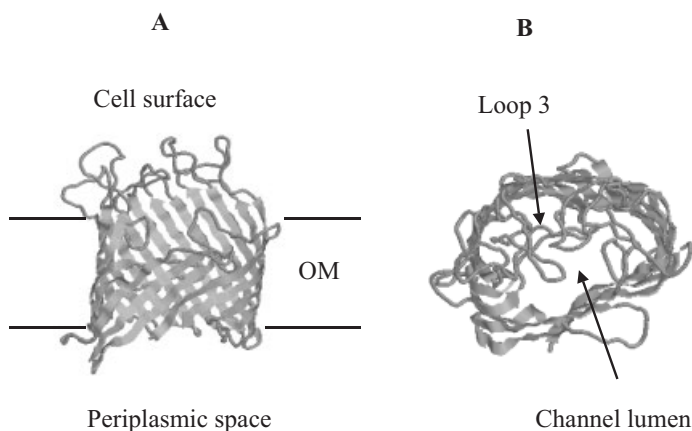 A
B
Cell surface
Loop 3
OM
Periplasmic space
Channel lumen